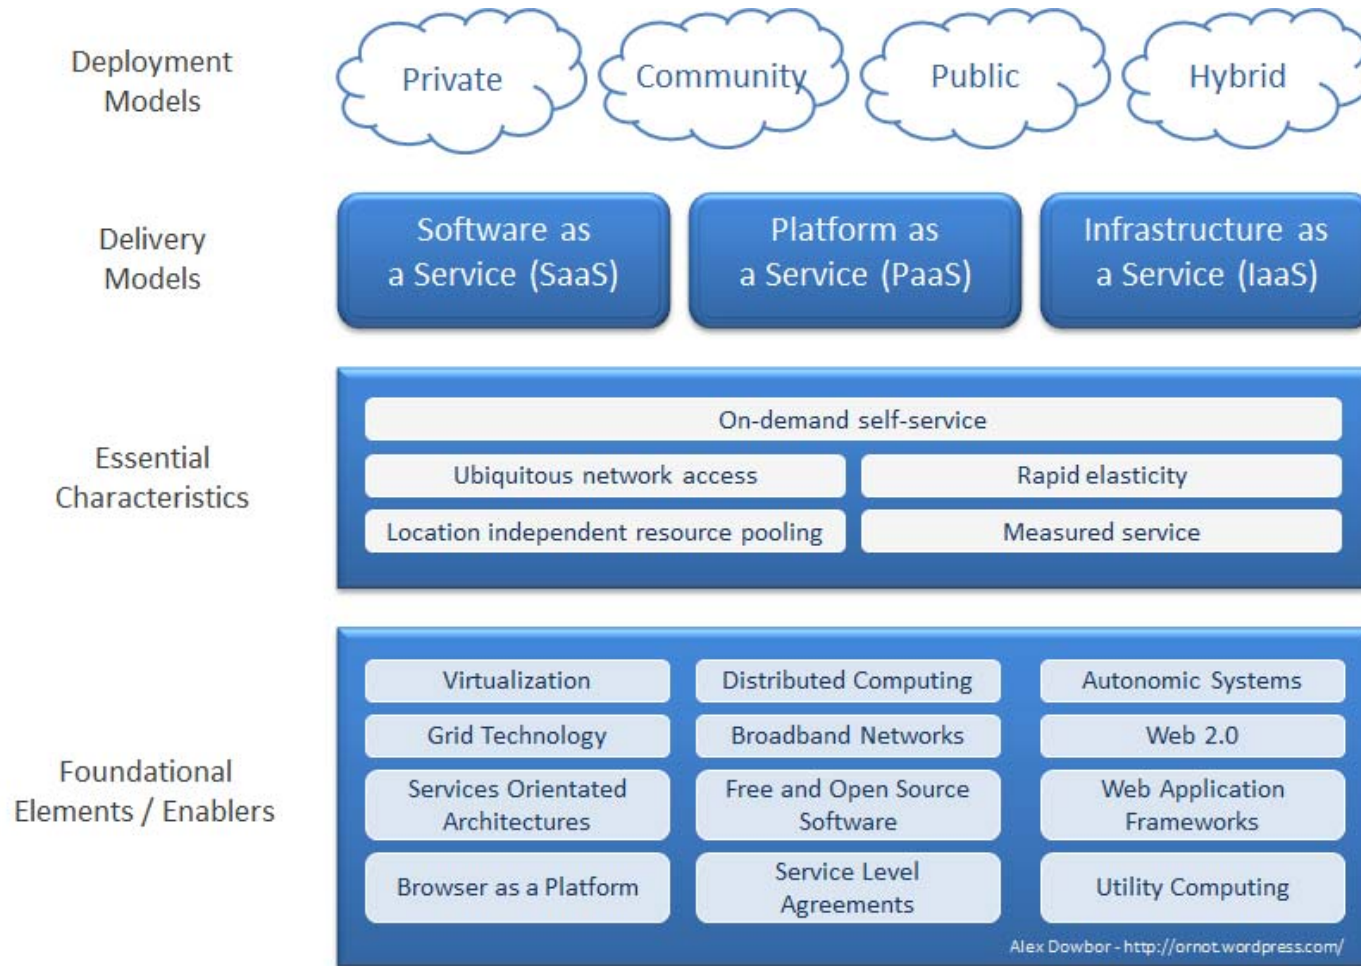 Deployment
Models
Private
Community
Public
Hybrid
Delivery
Models
Software as
a Service (SaaS)
Platform as
a Service (PaaS)
Infrastructure as
a Service (IaaS)
Essential
Characteristics
On-demand self-service
Ubiquitous network access
Rapid elasticity
Location independent resource pooling
Measured service
Foundational
Elements / Enablers
Virtualization
Distributed Computing
Autonomic Systems
Grid Technology
Broadband Networks
Web 2.0
Services Orientated
Architectures
Free and Open Source
Software
Web Application
Frameworks
Browser as a Platform
Service Level
Agreements
Utility Computing
Alex Dowbor - http://ornot.wordpress.com/